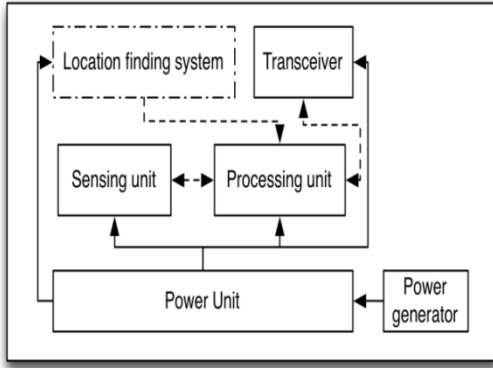 Location finding system
Transceiver
Sensing unit
Processing unit
Power Unit
Power
generator